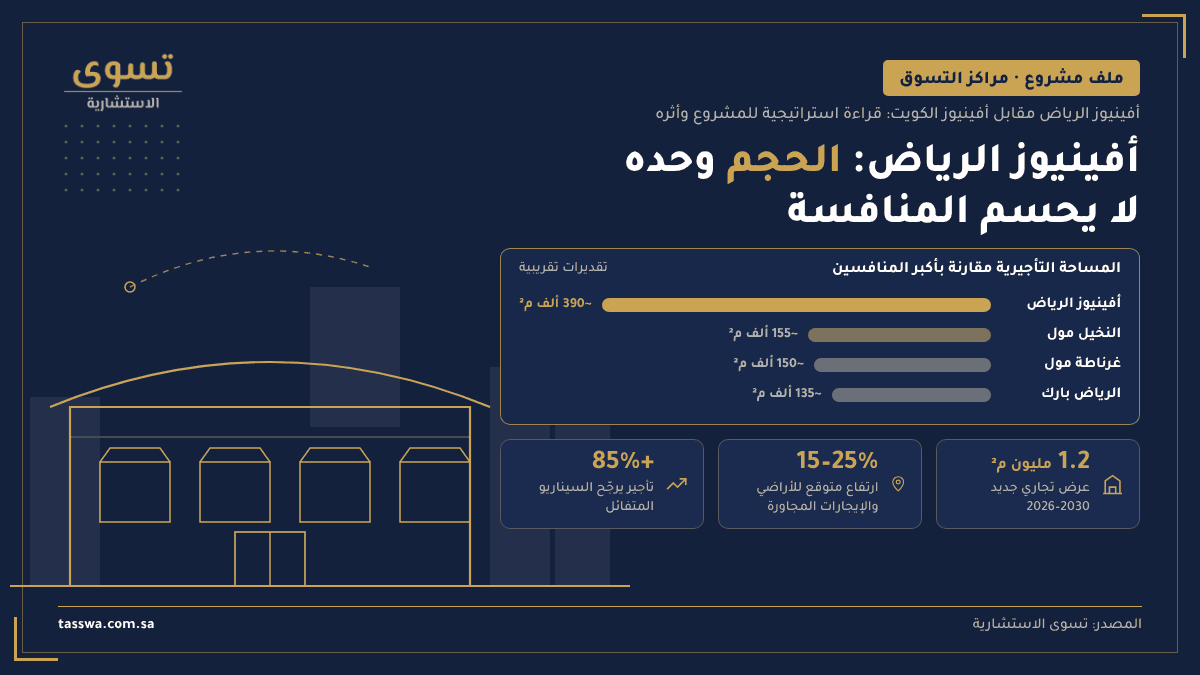 تسوى
الاستشارية
ملف مشروع · مراكز التسوق
أفينيوز الرياض مقابل أفينيوز الكويت: قراءة استراتيجية للمشروع وأثره
أفينيوز الرياض: الحجم وحده
لا يحسم المنافسة
المساحة التأجيرية مقارنة بأكبر المنافسين
تقديرات تقريبية
أفينيوز الرياض
~390 ألف م²
النخيل مول
~155 ألف م²
غرناطة مول
~150 ألف م²
الرياض بارك
~135 ألف م²
1.2 مليون م²
عرض تجاري جديد
2026–2030
15–25%
ارتفاع متوقع للأراضي
والإيجارات المجاورة
85%+
تأجير يرجّح السيناريو
المتفائل
المصدر: تسوى الاستشارية
tasswa.com.sa